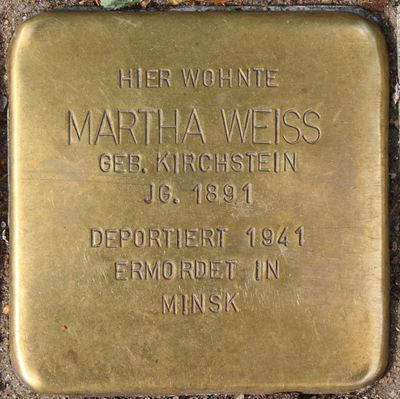 HIER WOHNTE
MARTHA WEISS
GEB. KIRCHSTEIN
JG. 1891
DEPORTIERT 1941
ERMORDET IN
MINSK